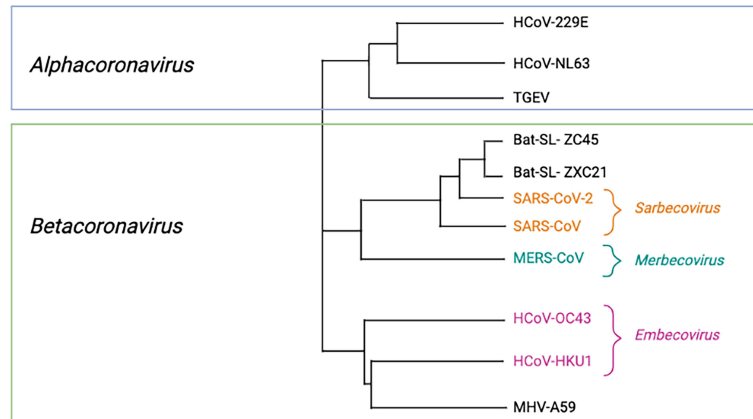 HCoV-229E
Alphacoronavirus
HCoV-NL63
TGEV
Bat-SL- ZC45
Bat-SL- ZXC21
SARS-CoV-2
Sarbecovirus
Betacoronavirus
SARS-CoV
MERS-CoV
Merbecovirus
HCoV-OC43
Embecovirus
HCoV-HKU1
MHV-A59